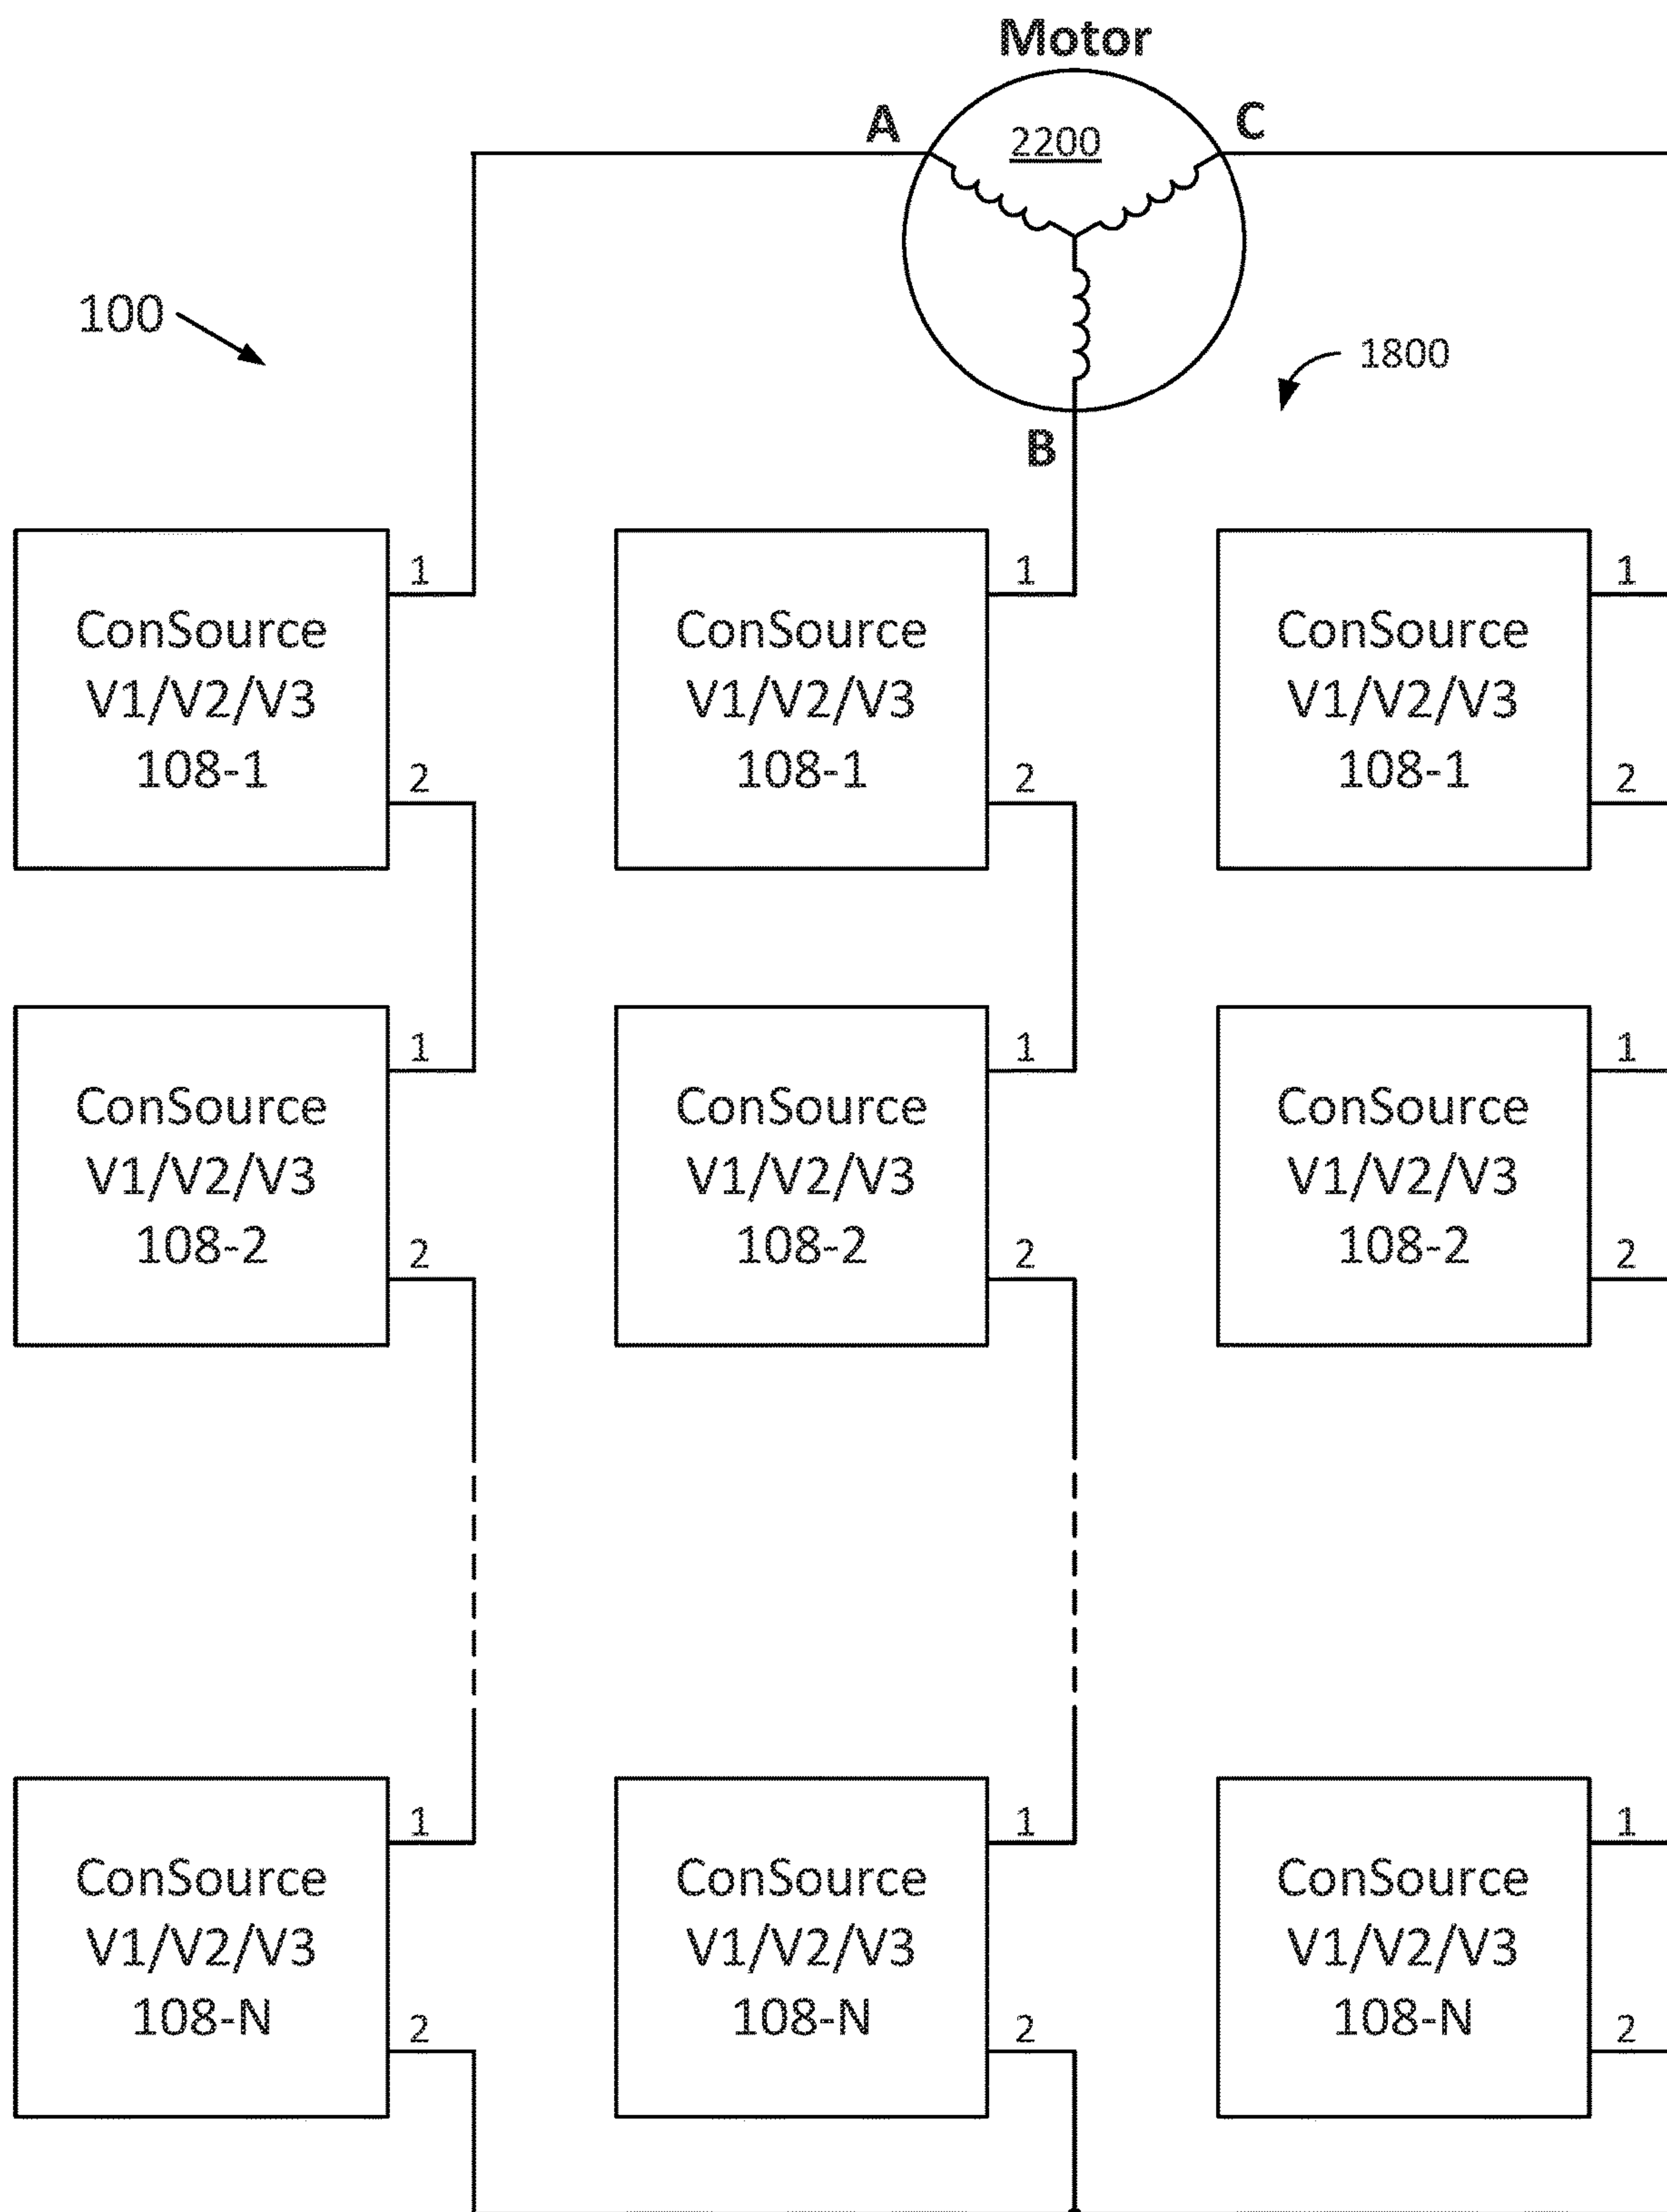 Motor
A
2200
C
100
1800
B
1
1
1
ConSource
V1/V2/V3
108-1
ConSource
V1/V2/V3
108-1
ConSource
V1/V2/V3
108-1
2
2
2
1
1
1
ConSource
V1/V2/V3
108-2
ConSource
V1/V2/V3
108-2
ConSource
V1/V2/V3
108-2
2
2
2
1
1
1
ConSource
V1/V2/V3
108-N
ConSource
V1/V2/V3
108-N
ConSource
V1/V2/V3
108-N
2
2
2